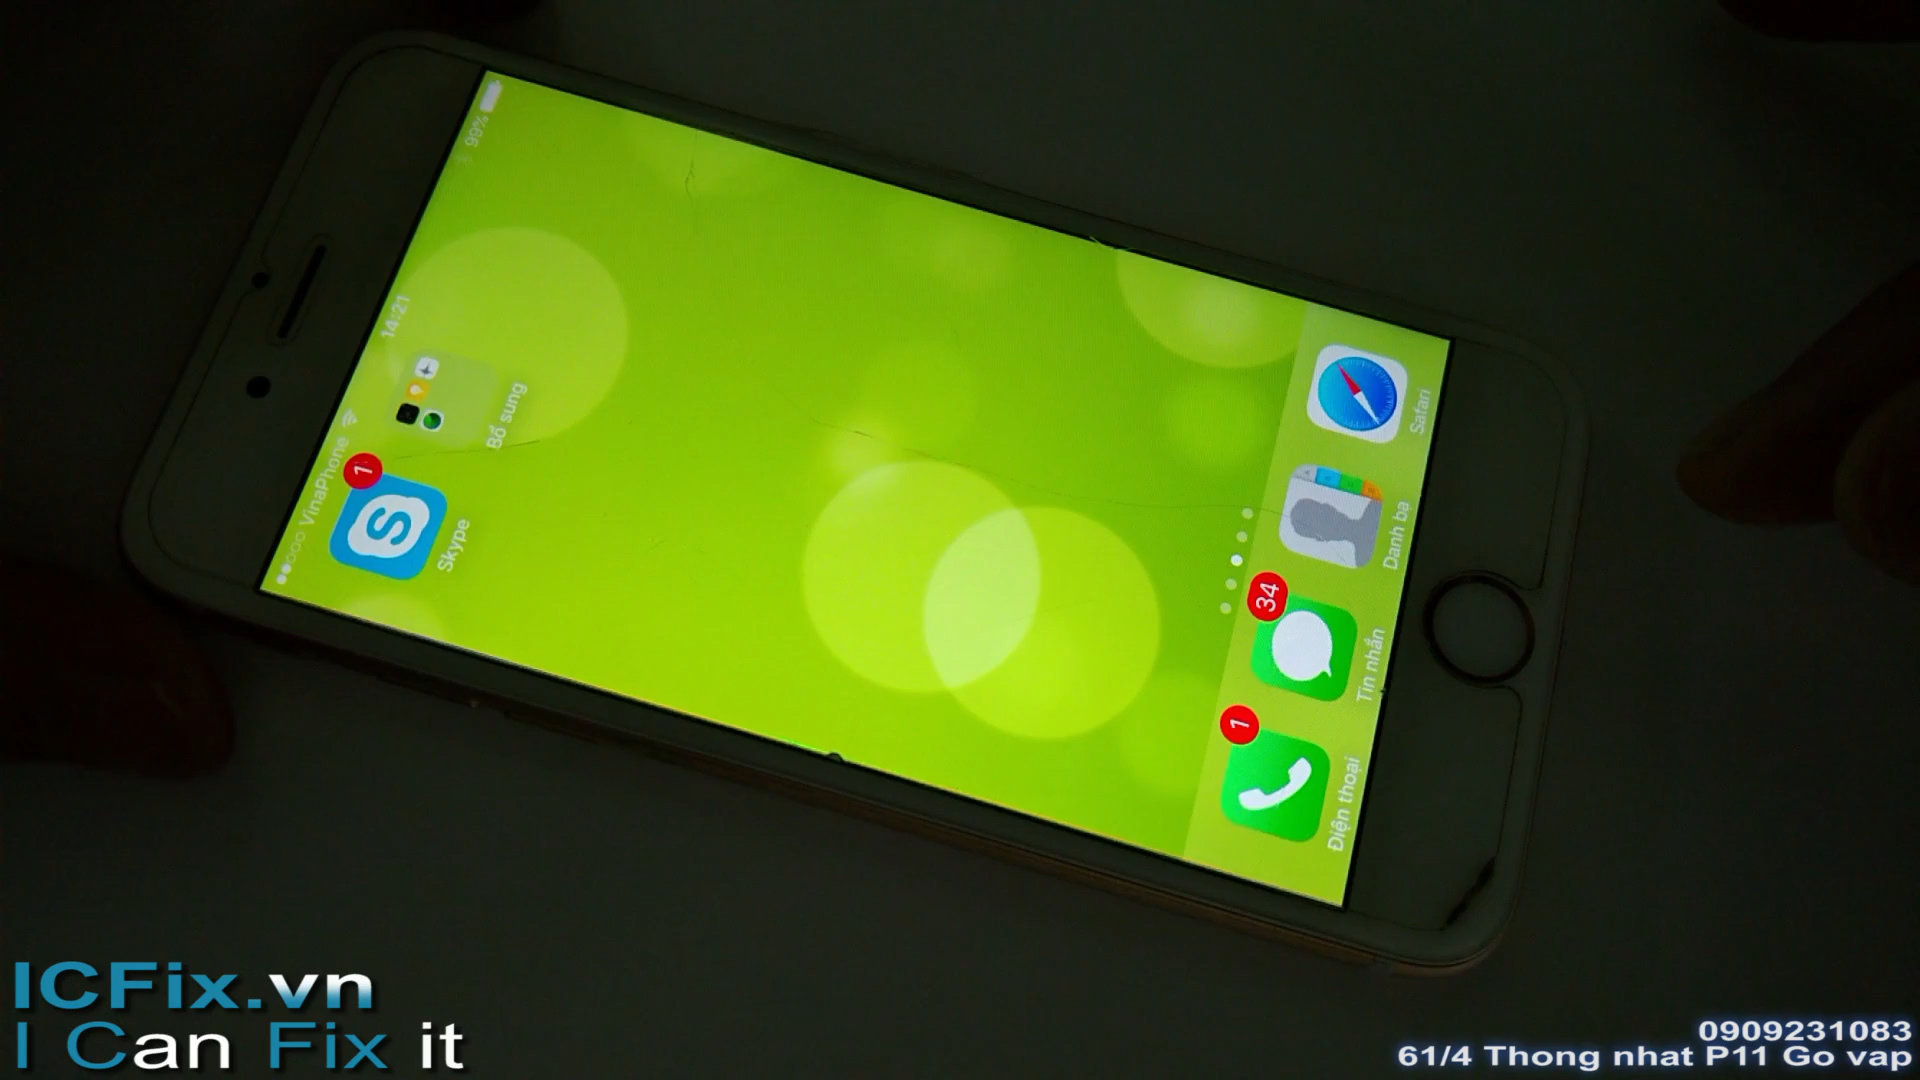 VinaPhone
14:21
99%
1
Skype
Bổ sung
1
Điện thoại
34
Tin nhắn
Danh bạ
Safari
ICFix.vn
I Can Fix it
0909231083
61/4 Thong nhat P11 Go vap